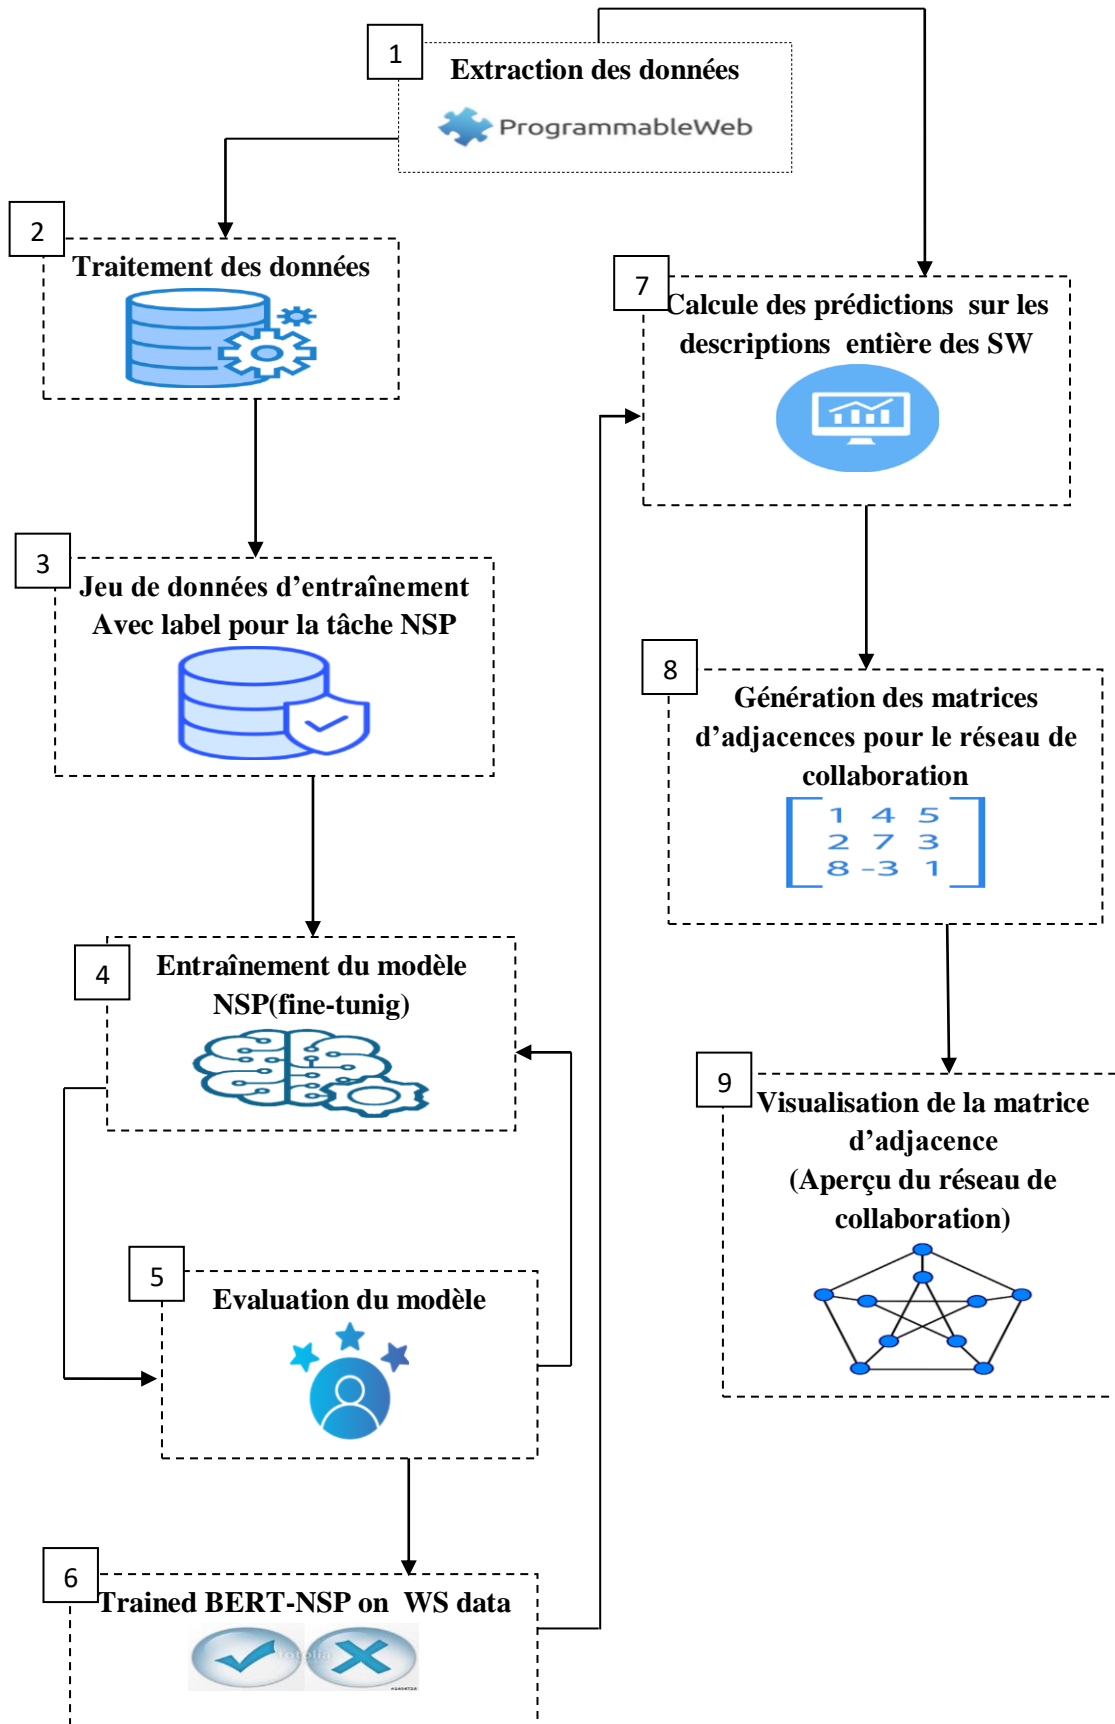 1
Extraction des données
ProgrammableWeb
2
Traitement des données
3
Jeu de données d’entraînement
Avec label pour la tâche NSP
4
Entraînement du modèle
NSP(fine-tunig)
5
Evaluation du modèle
6
Trained BERT-NSP on WS data
fotolia
7
Calcule des prédictions sur les
descriptions entière des SW
8
Génération des matrices
d’adjacences pour le réseau de
collaboration
1 4 5
2 7 3
8 -3 1
9
Visualisation de la matrice
d’adjacence
(Aperçu du réseau de
collaboration)